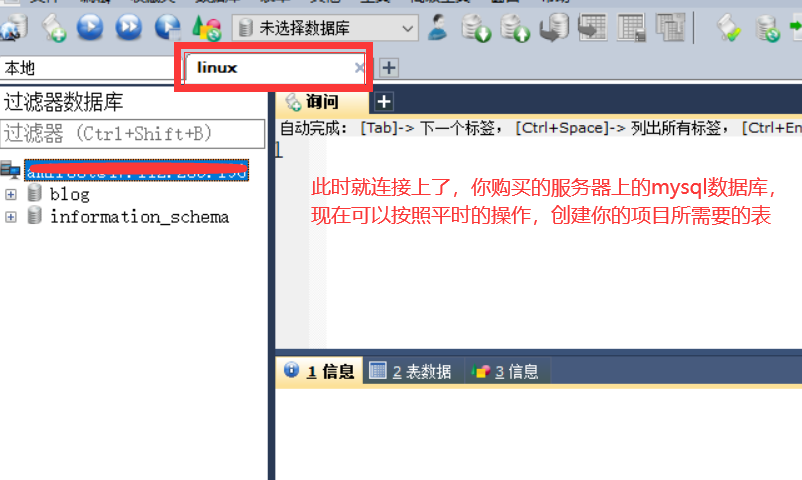 未选择数据库
本地
linux
过滤器数据库
询问
过滤器 (Ctrl+Shift+B)
自动完成: [Tab]-> 下一个标签, [Ctrl+Space]-> 列出所有标签, [Ctrl+En
1
blog
information_schema
此时就连接上了，你购买的服务器上的mysql数据库，
现在可以按照平时的操作，创建你的项目所需要的表
1 信息
2 表数据
3 信息